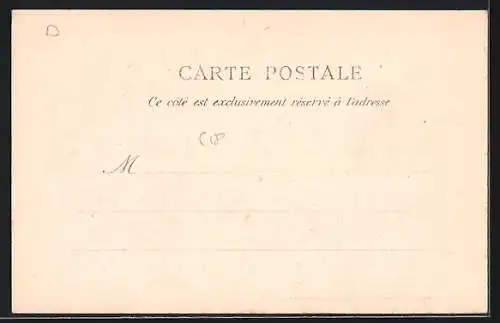 D
CARTE POSTALE
Ce côté est exclusivement réservé à l'adresse
M